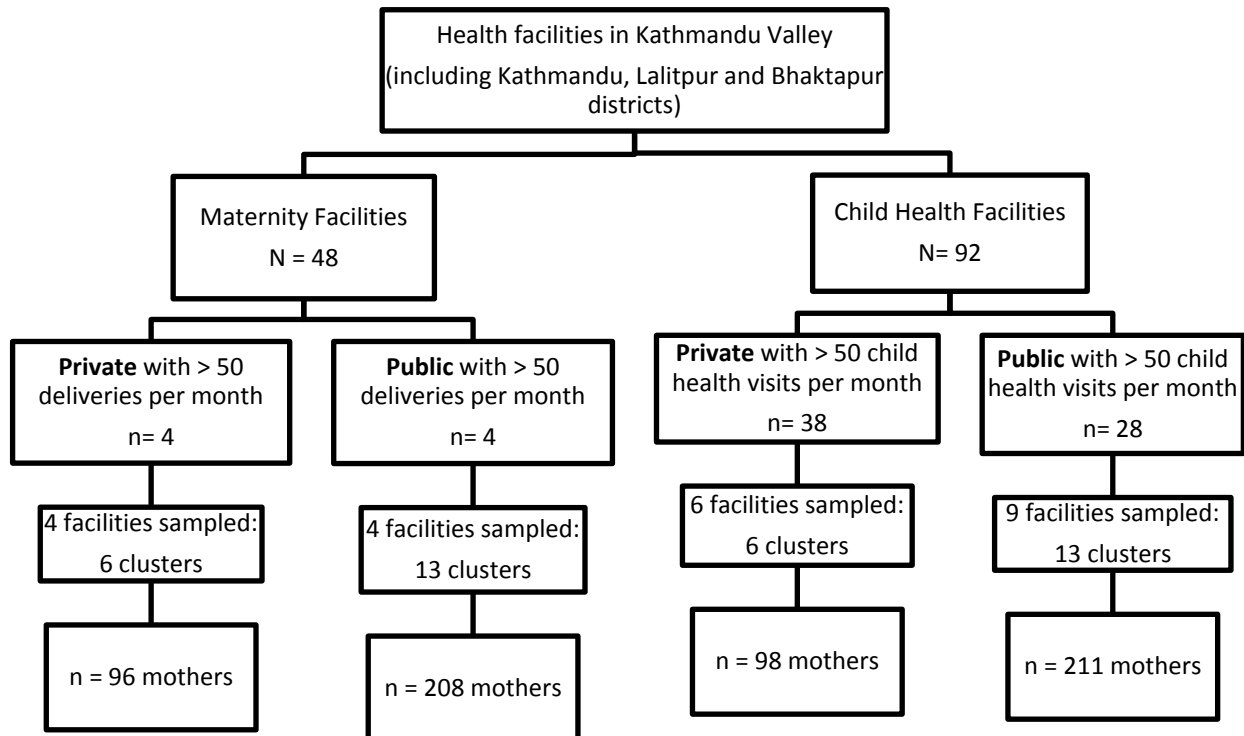 Health facilities in Kathmandu Valley
(including Kathmandu, Lalitpur and Bhaktapur
districts)
Maternity Facilities
N = 48
Child Health Facilities
N= 92
Private with > 50
deliveries per month
n= 4
Public with > 50
deliveries per month
n= 4
Private with > 50 child
health visits per month
n= 38
Public with > 50 child
health visits per month
n= 28
4 facilities sampled:
6 clusters
4 facilities sampled:
13 clusters
6 facilities sampled:
6 clusters
9 facilities sampled:
13 clusters
n = 96 mothers
n = 208 mothers
n = 98 mothers
n = 211 mothers